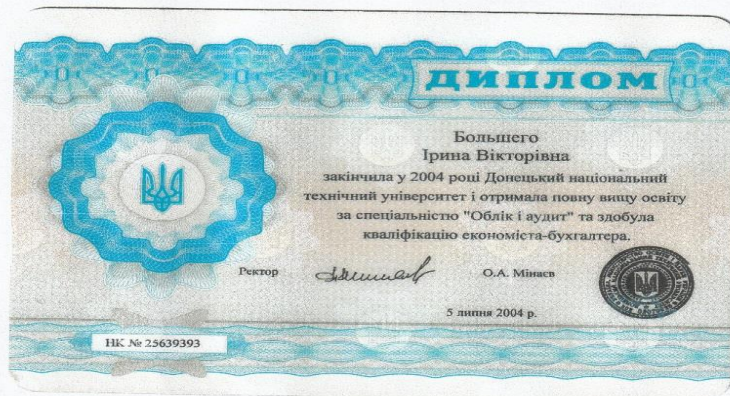 ДИПЛОМ
Большего
Ірина Вікторівна
закінчила у 2004 році Донецький національний
технічний університет і отримала повну вищу освіту
за спеціальністю "Облік і аудит" та здобула
кваліфікацію економіста-бухгалтера.
Ректор О.А. Мінаєв
5 липня 2004 р.
НК № 25639393